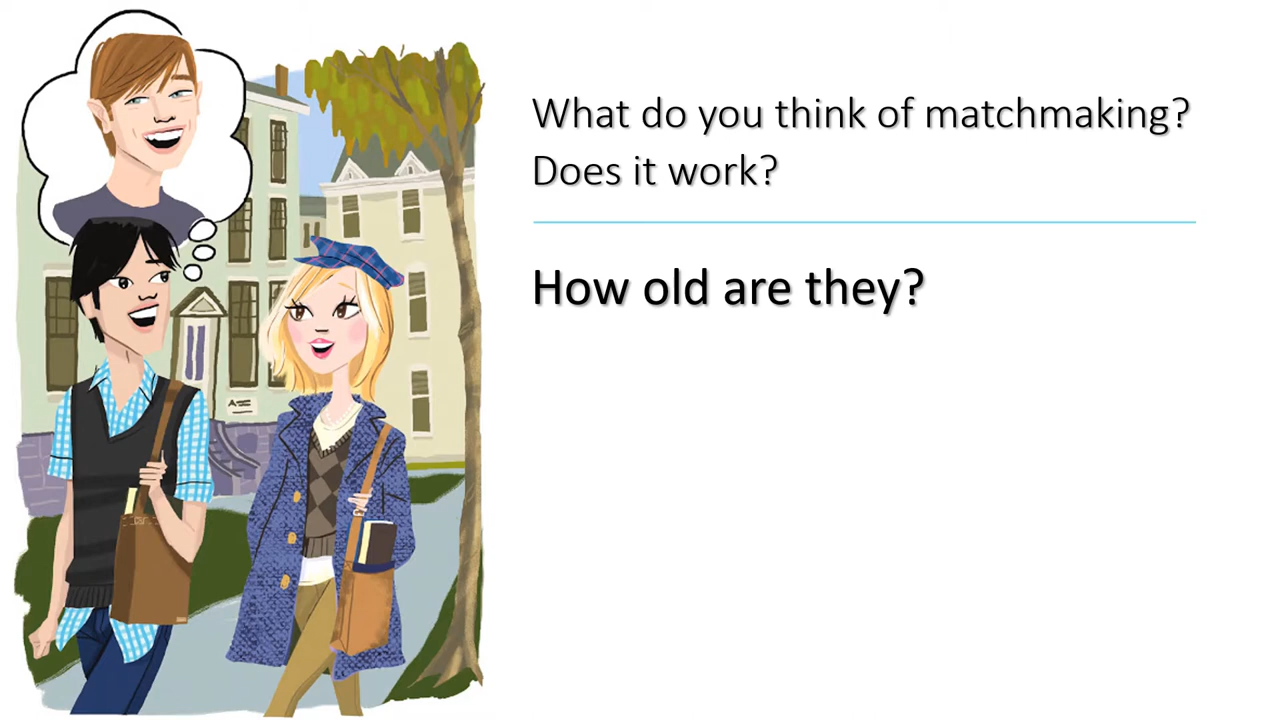 What do you think of matchmaking?
Does it work?
How old are they?